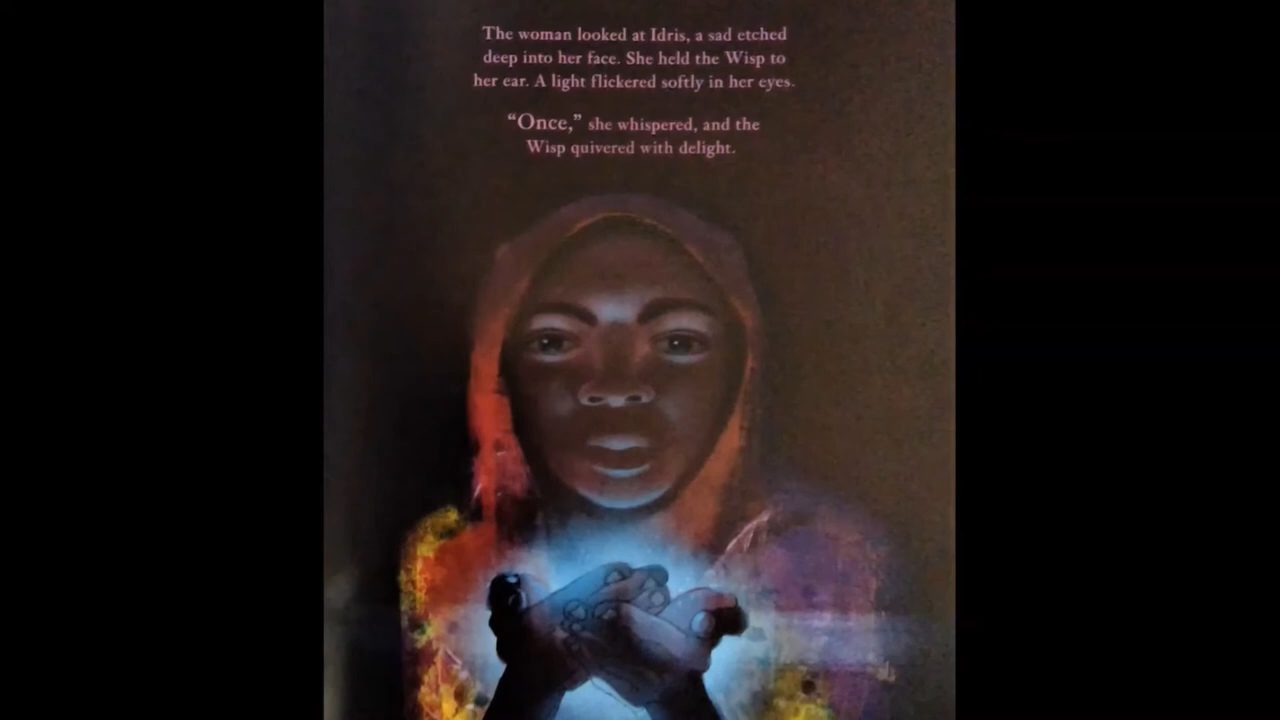 The woman looked at Idris, a sad etched
deep into her face. She held the Wisp to
her ear. A light flickered softly in her eyes.
“Once,” she whispered, and the
Wisp quivered with delight.